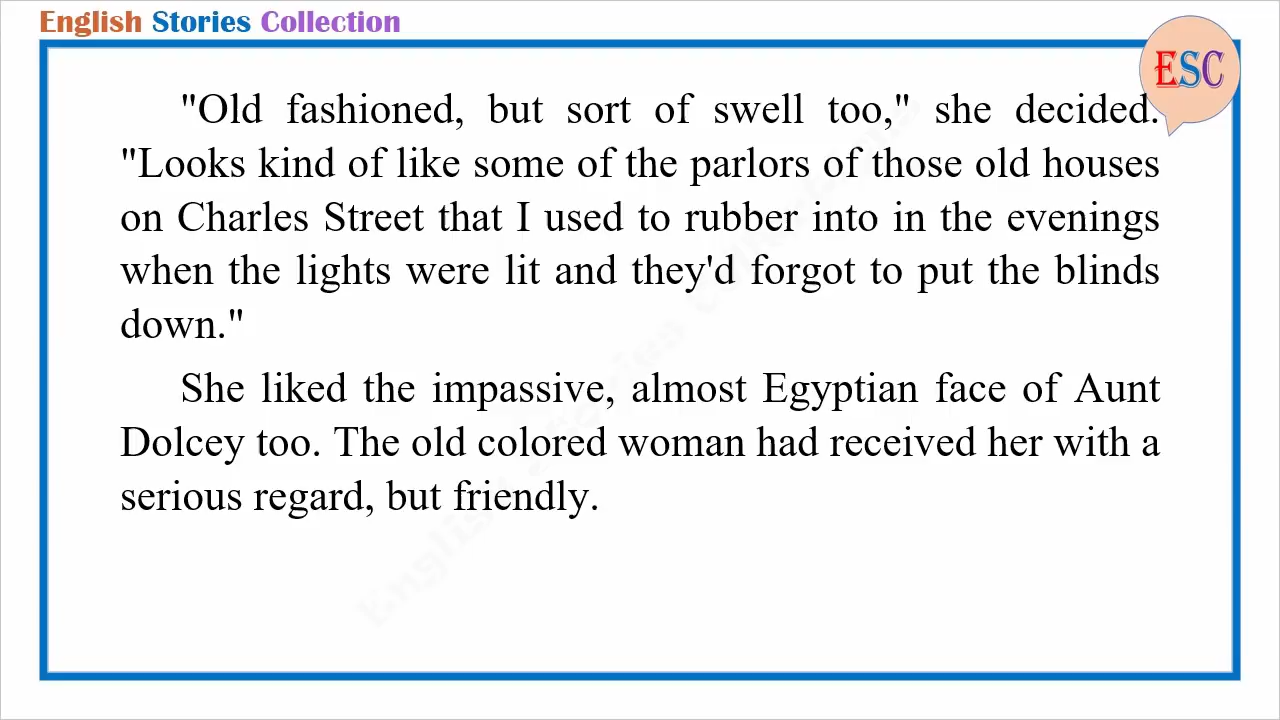 English Stories Collection
ESC
"Old fashioned, but sort of swell too," she decided.
"Looks kind of like some of the parlors of those old houses
on Charles Street that I used to rubber into in the evenings
when the lights were lit and they'd forgot to put the blinds
down."
She liked the impassive, almost Egyptian face of Aunt
Dolcey too. The old colored woman had received her with a
serious regard, but friendly.